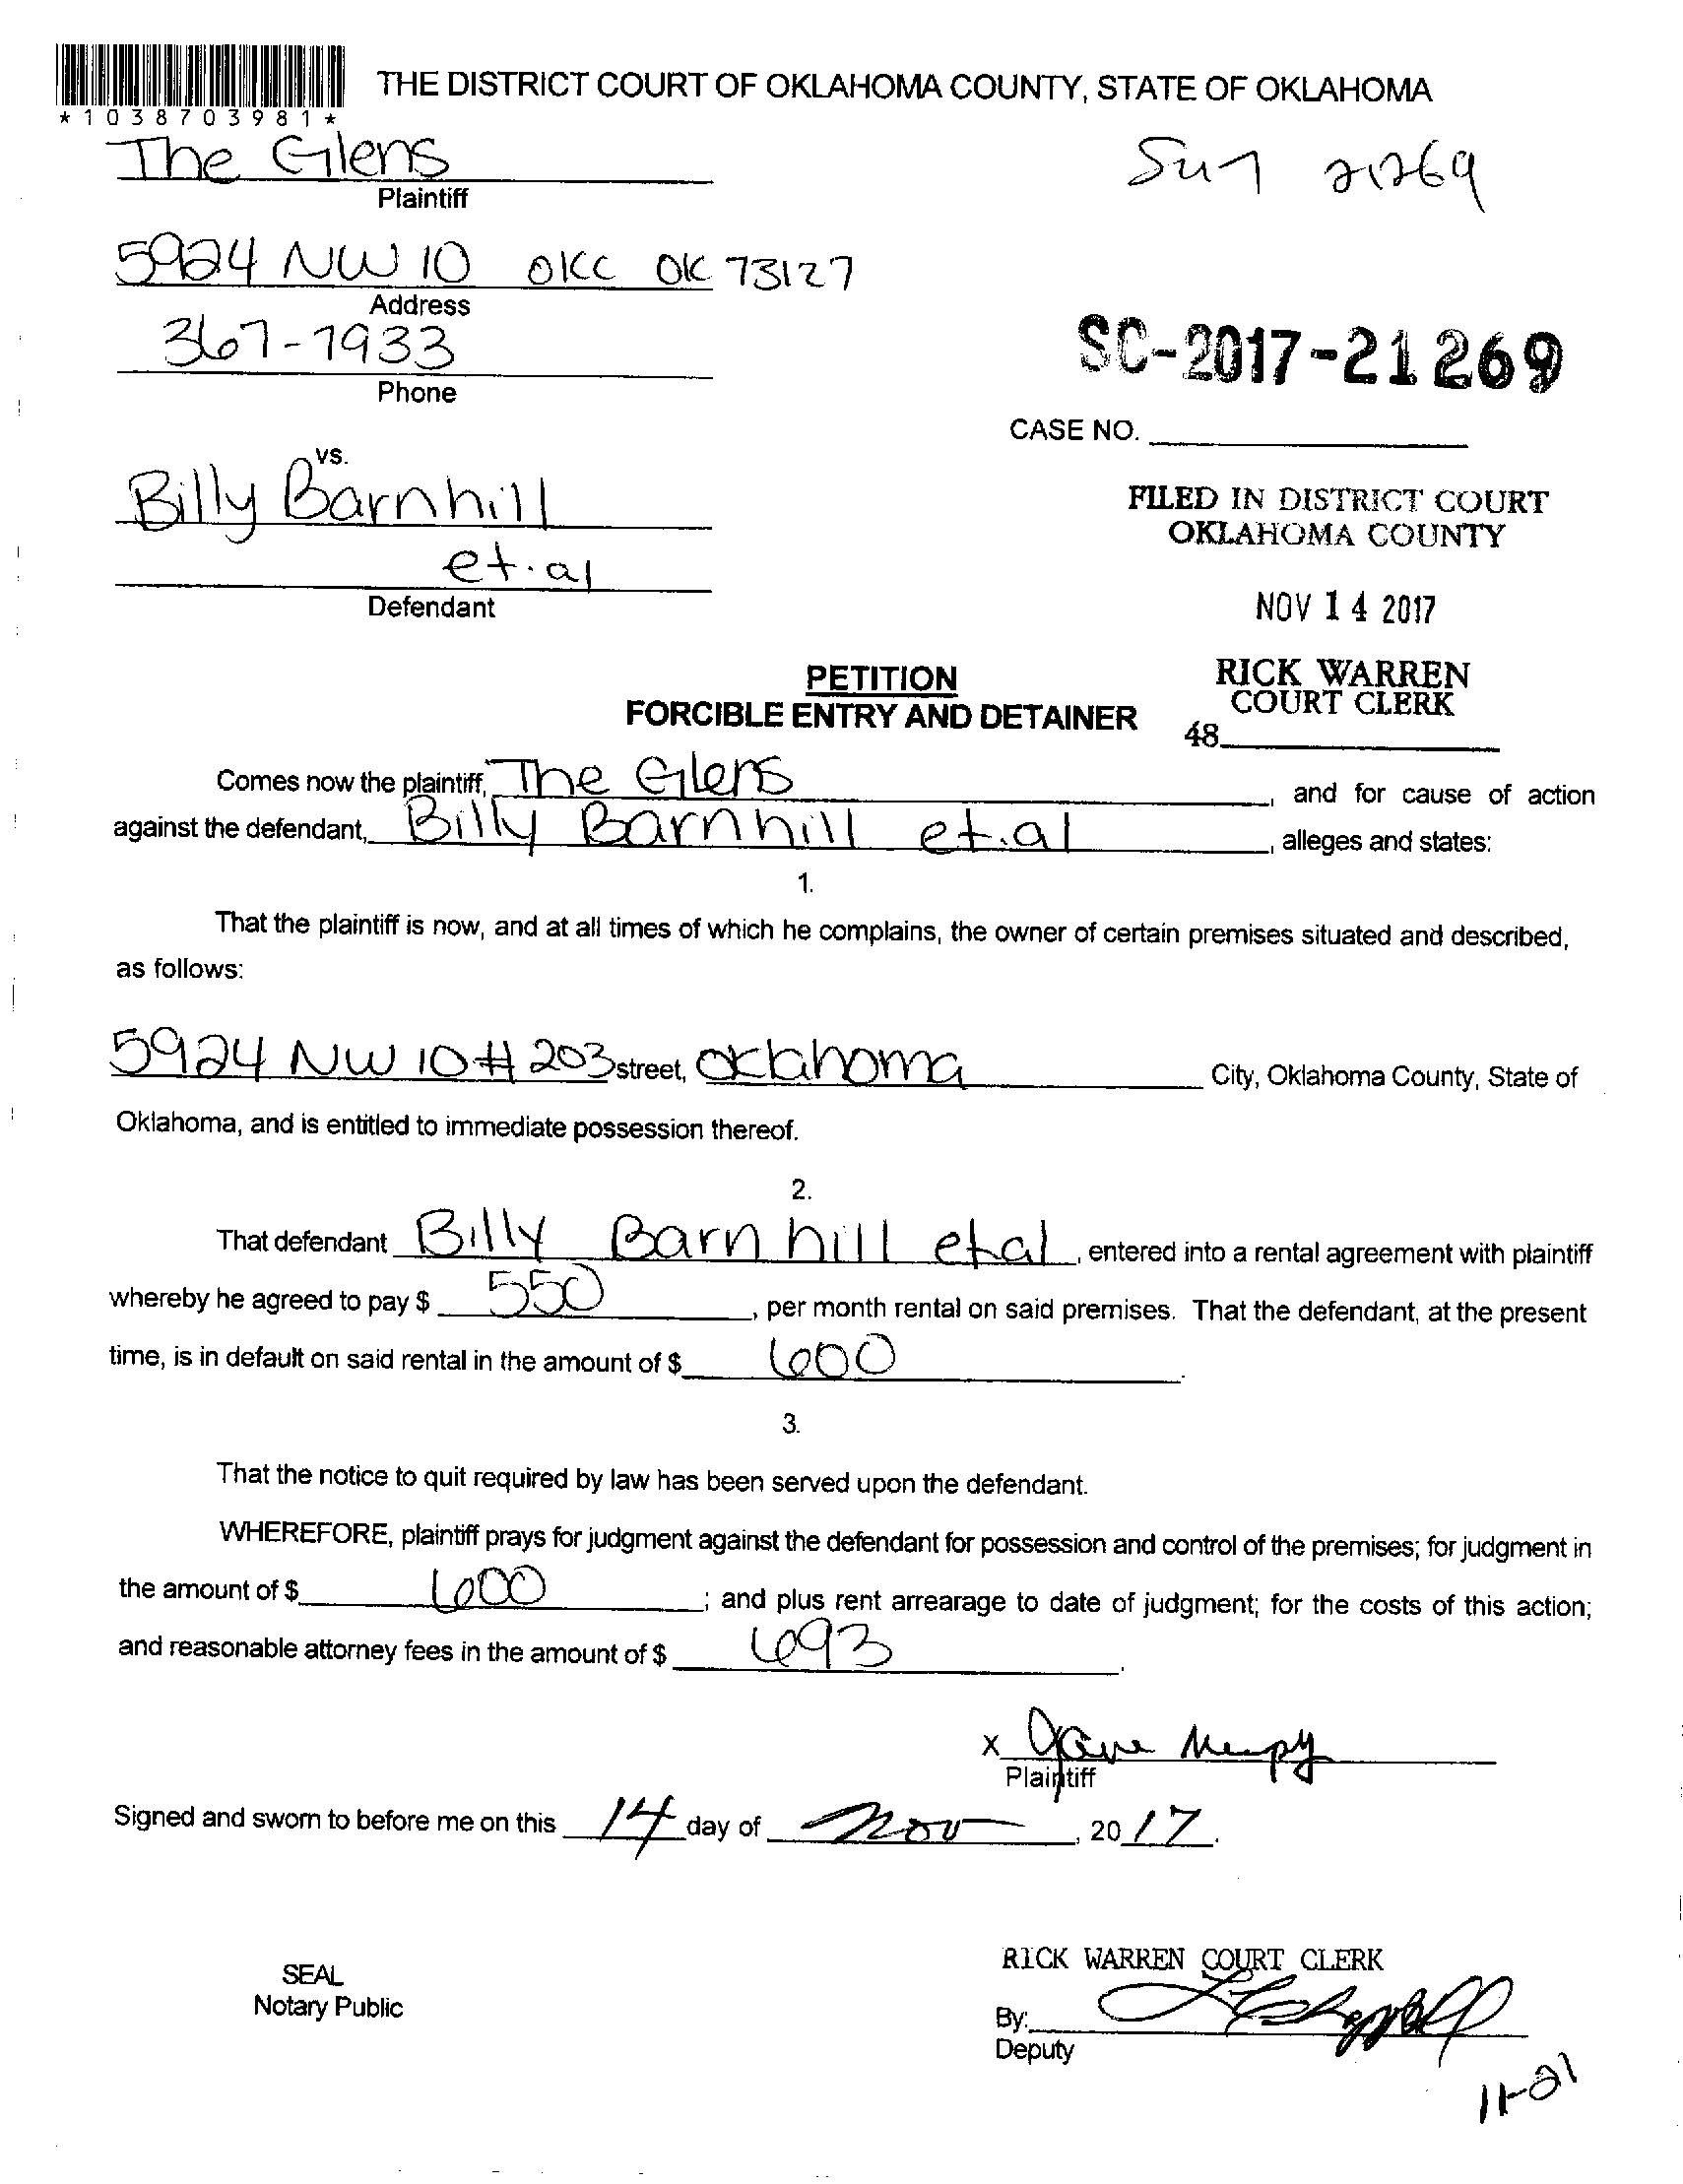 THE DISTRICT COURT OF OKLAHOMA COUNTY, STATE OF OKLAHOMA
*1038703981*
The Glens
Plaintiff
5924 NW 10 OKC OK 73127
Address
367-7933
Phone
SC-2017-21269
CASE NO.
vs.
Billy Barnhill
et.al
Defendant
FILED IN DISTRICT COURT
OKLAHOMA COUNTY
NOV 14 2017
RICK WARREN
COURT CLERK
48
PETITION
FORCIBLE ENTRY AND DETAINER
Comes now the plaintiff, The Glens, and for cause of action
against the defendant, Billy Barnhill et.al, alleges and states:
1.
That the plaintiff is now, and at all times of which he complains, the owner of certain premises situated and described,
as follows:
5924 NW 10 # 203 street, Oklahoma City, Oklahoma County, State of
Oklahoma, and is entitled to immediate possession thereof.
2.
That defendant Billy Barnhill etal, entered into a rental agreement with plaintiff
whereby he agreed to pay $ 550, per month rental on said premises. That the defendant, at the present
time, is in default on said rental in the amount of $ 600.
3.
That the notice to quit required by law has been served upon the defendant.
WHEREFORE, plaintiff prays for judgment against the defendant for possession and control of the premises; for judgment in
the amount of $ 600; and plus rent arrearage to date of judgment; for the costs of this action;
and reasonable attorney fees in the amount of $ 693.
x
Plaintiff
Signed and sworn to before me on this 14 day of Nov, 2017.
SEAL
Notary Public
RICK WARREN COURT CLERK
By:
Deputy
11-21